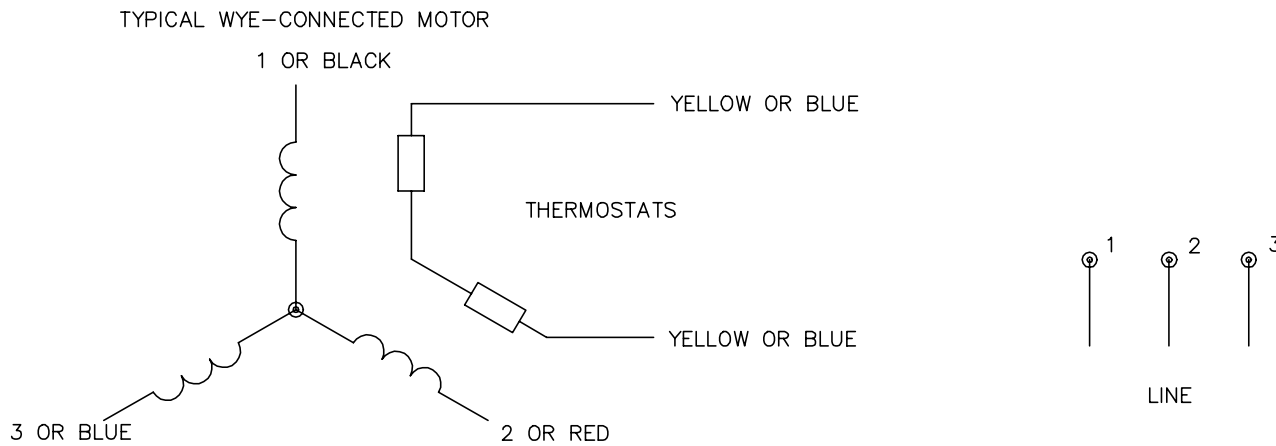 TYPICAL WYE-CONNECTED MOTOR
1 OR BLACK
YELLOW OR BLUE
THERMOSTATS
YELLOW OR BLUE
3 OR BLUE
2 OR RED
1
2
3
LINE